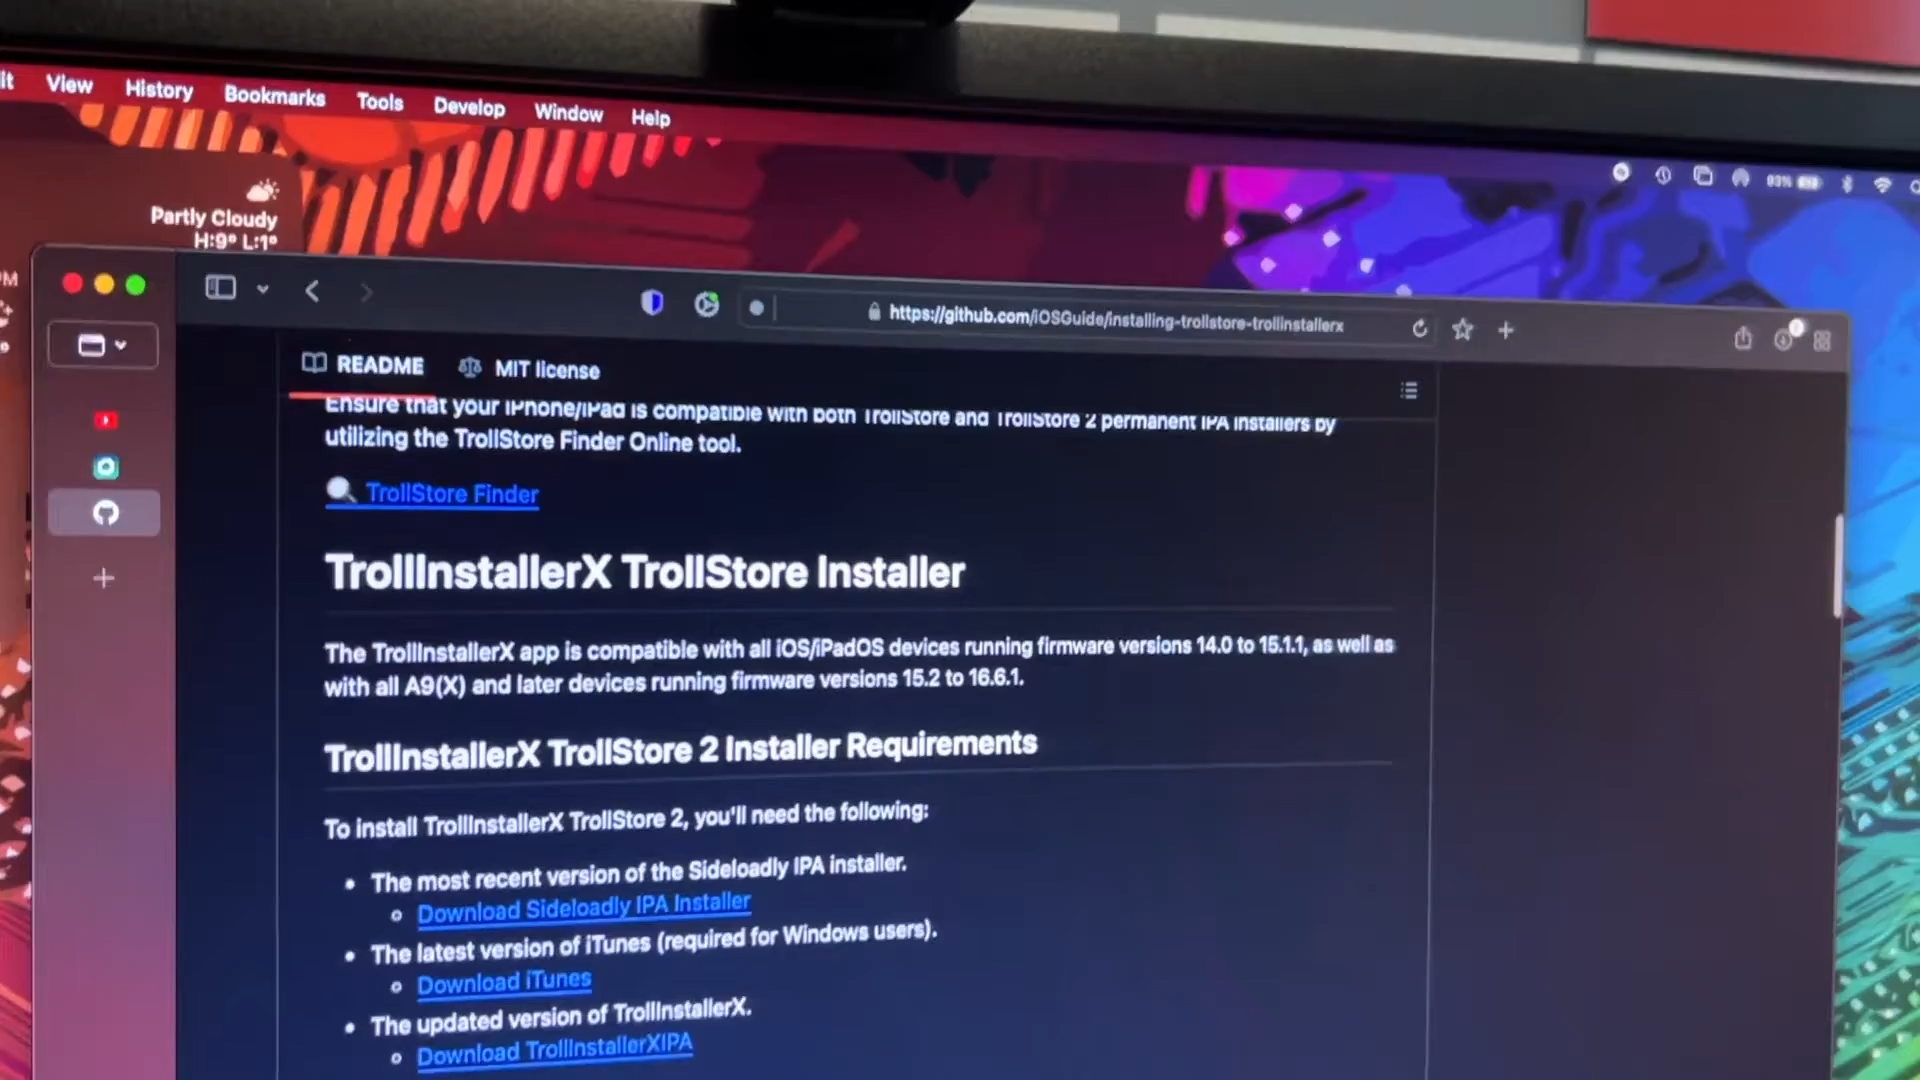 View History Bookmarks Tools Develop Window Help
93%
Partly Cloudy
H:9° L:1°
https://github.com/iOSGuide/installing-trollstore-trollinstallerx
README MIT license
Ensure that your iPhone/iPad is compatible with both TrollStore and TrollStore 2 permanent IPA installers by
utilizing the TrollStore Finder Online tool.
TrollStore Finder
TrollInstallerX TrollStore Installer
The TrollInstallerX app is compatible with all iOS/iPadOS devices running firmware versions 14.0 to 15.1.1, as well as
with all A9(X) and later devices running firmware versions 15.2 to 16.6.1.
TrollInstallerX TrollStore 2 Installer Requirements
To install TrollInstallerX TrollStore 2, you'll need the following:
The most recent version of the Sideloadly IPA installer.
Download Sideloadly IPA Installer
The latest version of iTunes (required for Windows users).
Download iTunes
The updated version of TrollInstallerX.
Download TrollInstallerXIPA